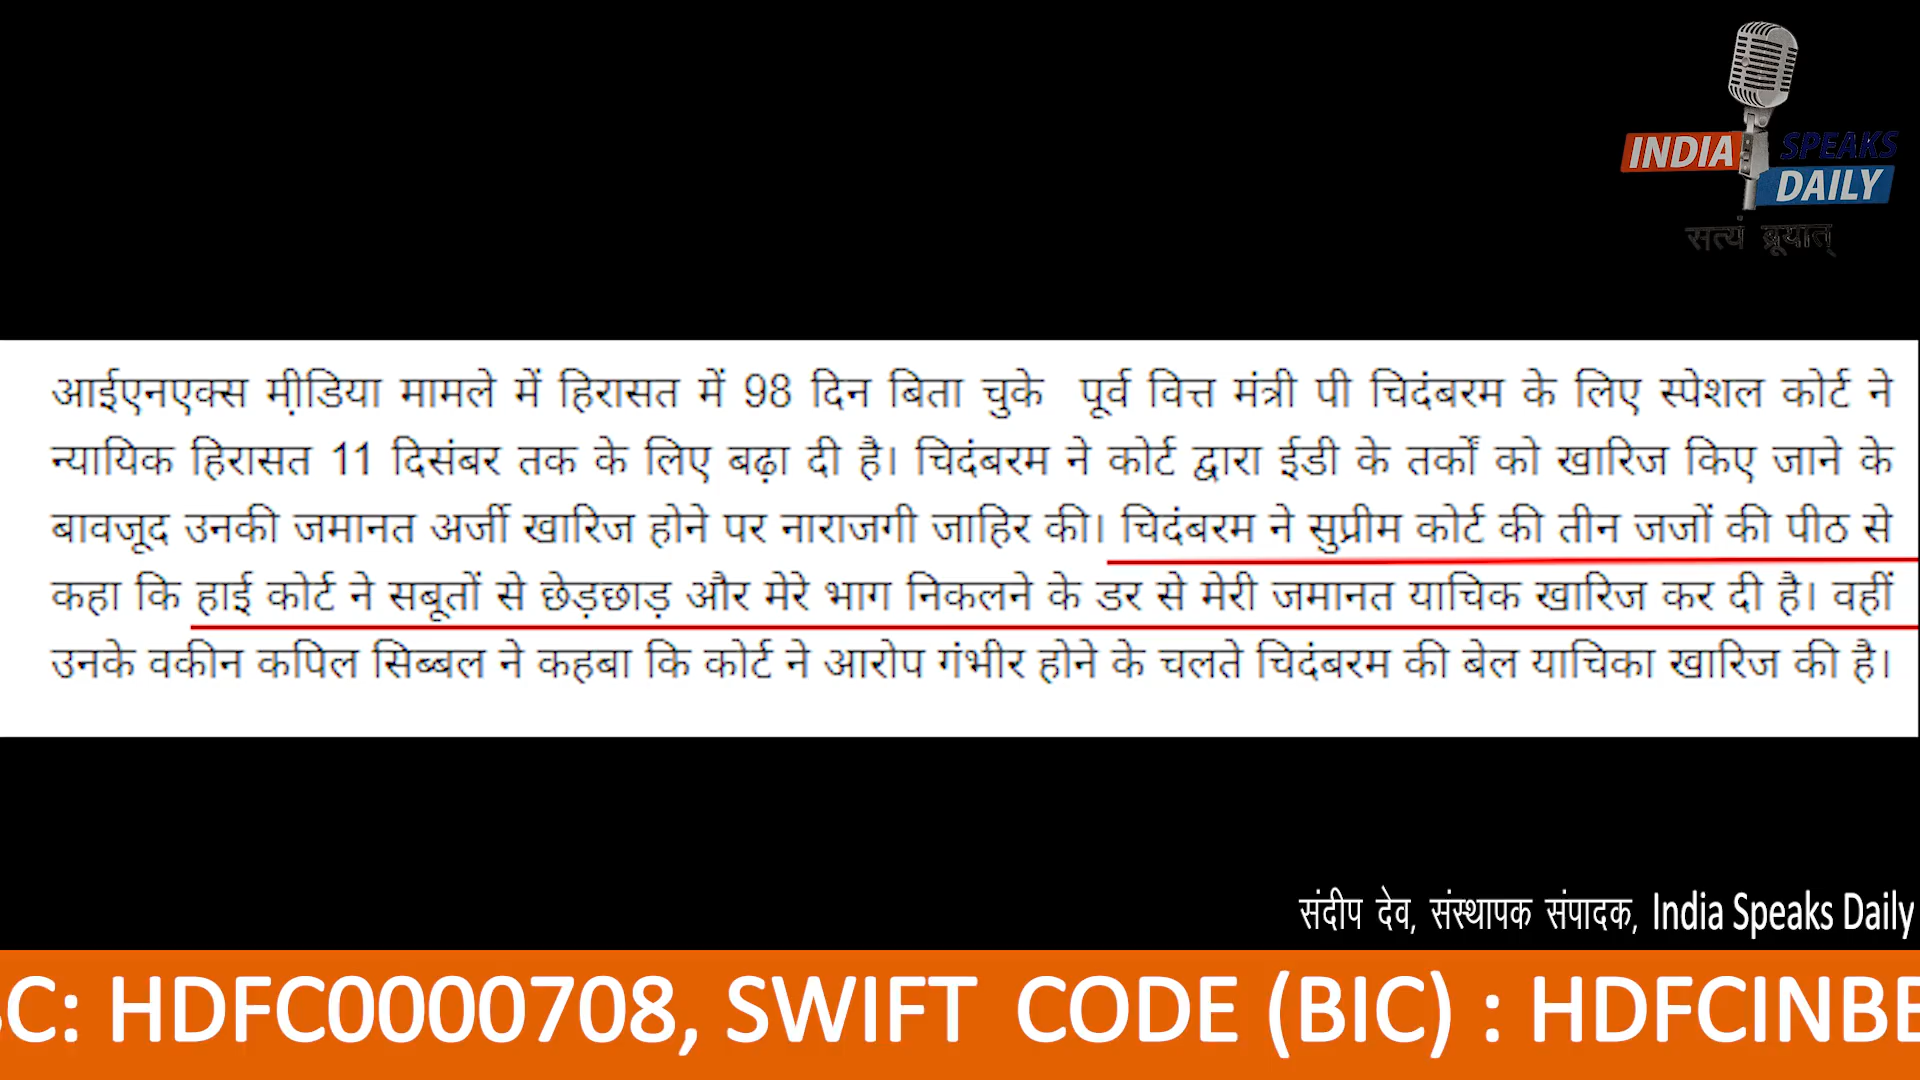 INDIA SPEAKS
DAILY
सत्यं ब्रूयात्
आईएनएक्स मी़डिया मामले में हिरासत में 98 दिन बिता चुके पूर्व वित्त मंत्री पी चिदंबरम के लिए स्पेशल कोर्ट ने
न्यायिक हिरासत 11 दिसंबर तक के लिए बढ़ा दी है। चिदंबरम ने कोर्ट द्वारा ईडी के तर्कों को खारिज किए जाने के
बावजूद उनकी जमानत अर्जी खारिज होने पर नाराजगी जाहिर की। चिदंबरम ने सुप्रीम कोर्ट की तीन जजों की पीठ से
कहा कि हाई कोर्ट ने सबूतों से छेड़छाड़ और मेरे भाग निकलने के डर से मेरी जमानत याचिक खारिज कर दी है। वहीं
उनके वकीन कपिल सिब्बल ने कहबा कि कोर्ट ने आरोप गंभीर होने के चलते चिदंबरम की बेल याचिका खारिज की है।
संदीप देव, संस्थापक संपादक, India Speaks Daily
SC: HDFC0000708, SWIFT CODE (BIC) : HDFCINBE